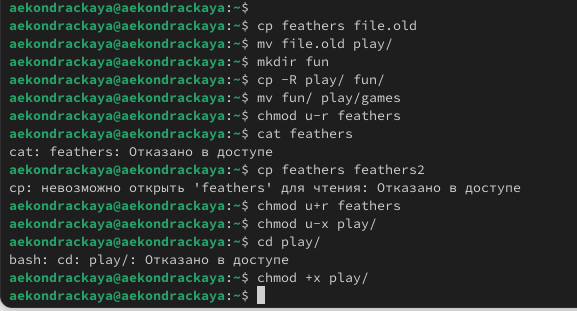 aekondrackaya@aekondrackaya:~$
aekondrackaya@aekondrackaya:~$ cp feathers file.old
aekondrackaya@aekondrackaya:~$ mv file.old play/
aekondrackaya@aekondrackaya:~$ mkdir fun
aekondrackaya@aekondrackaya:~$ cp -R play/ fun/
aekondrackaya@aekondrackaya:~$ mv fun/ play/games
aekondrackaya@aekondrackaya:~$ chmod u-r feathers
aekondrackaya@aekondrackaya:~$ cat feathers
cat: feathers: Отказано в доступе
aekondrackaya@aekondrackaya:~$ cp feathers feathers2
cp: невозможно открыть 'feathers' для чтения: Отказано в доступе
aekondrackaya@aekondrackaya:~$ chmod u+r feathers
aekondrackaya@aekondrackaya:~$ chmod u-x play/
aekondrackaya@aekondrackaya:~$ cd play/
bash: cd: play/: Отказано в доступе
aekondrackaya@aekondrackaya:~$ chmod +x play/
aekondrackaya@aekondrackaya:~$